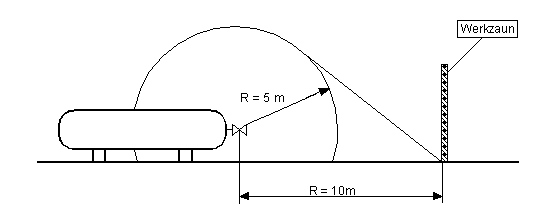 Werkzaun
R = 5 m
R = 10m